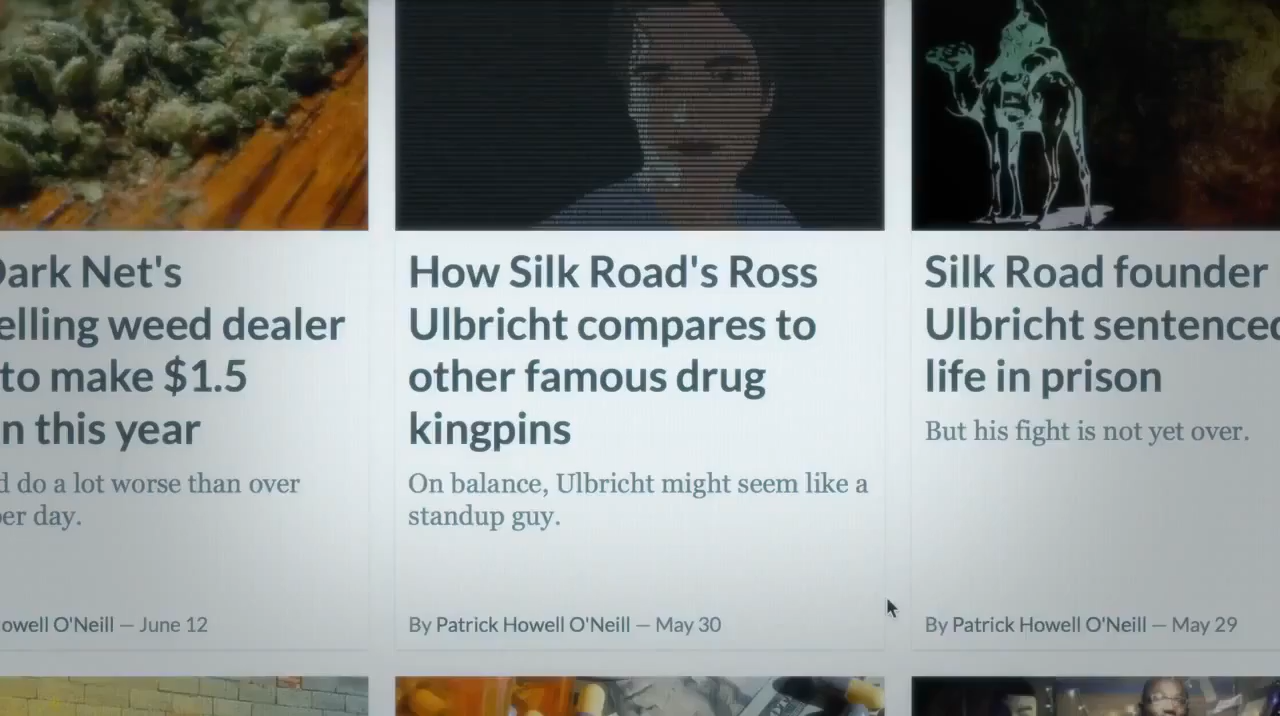 Dark Net's
elling weed dealer
to make $1.5
n this year
d do a lot worse than over
per day.
owell O'Neill — June 12
How Silk Road's Ross
Ulbricht compares to
other famous drug
kingpins
On balance, Ulbricht might seem like a
standup guy.
By Patrick Howell O'Neill — May 30
Silk Road founder
Ulbricht sentenced
life in prison
But his fight is not yet over.
By Patrick Howell O'Neill — May 29